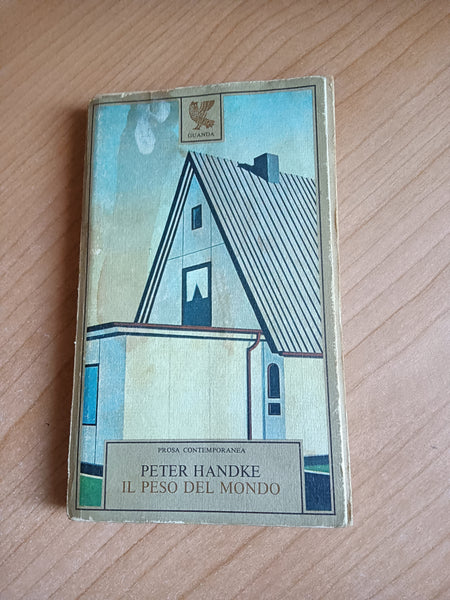 GUANDA
PROSA CONTEMPORANEA
PETER HANDKE
IL PESO DEL MONDO